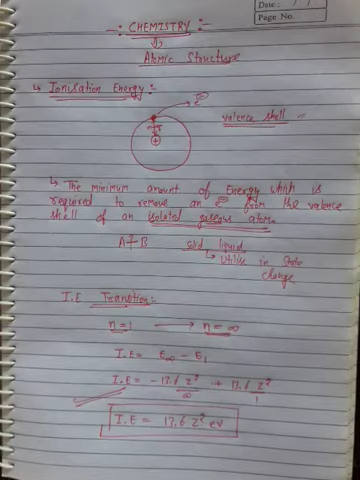 Date :
Page No.
-: CHEMISTRY :-
Atomic Structure
↳ Ionisation Energy :-
e⊖
valence shell =
↳ The minimum amount of Energy which is
required to remove an e⊖ from the valence
shell of an isolated gaseous atom.
solid liquid
↳ Utilise in State
change
I.E Transition:-
n=1 ⟶ n=∞
I.E = E∞ − E₁
I.E = −13.6 Z²/∞ + 13.6 Z²/1
I.E = 13.6 Z² ev